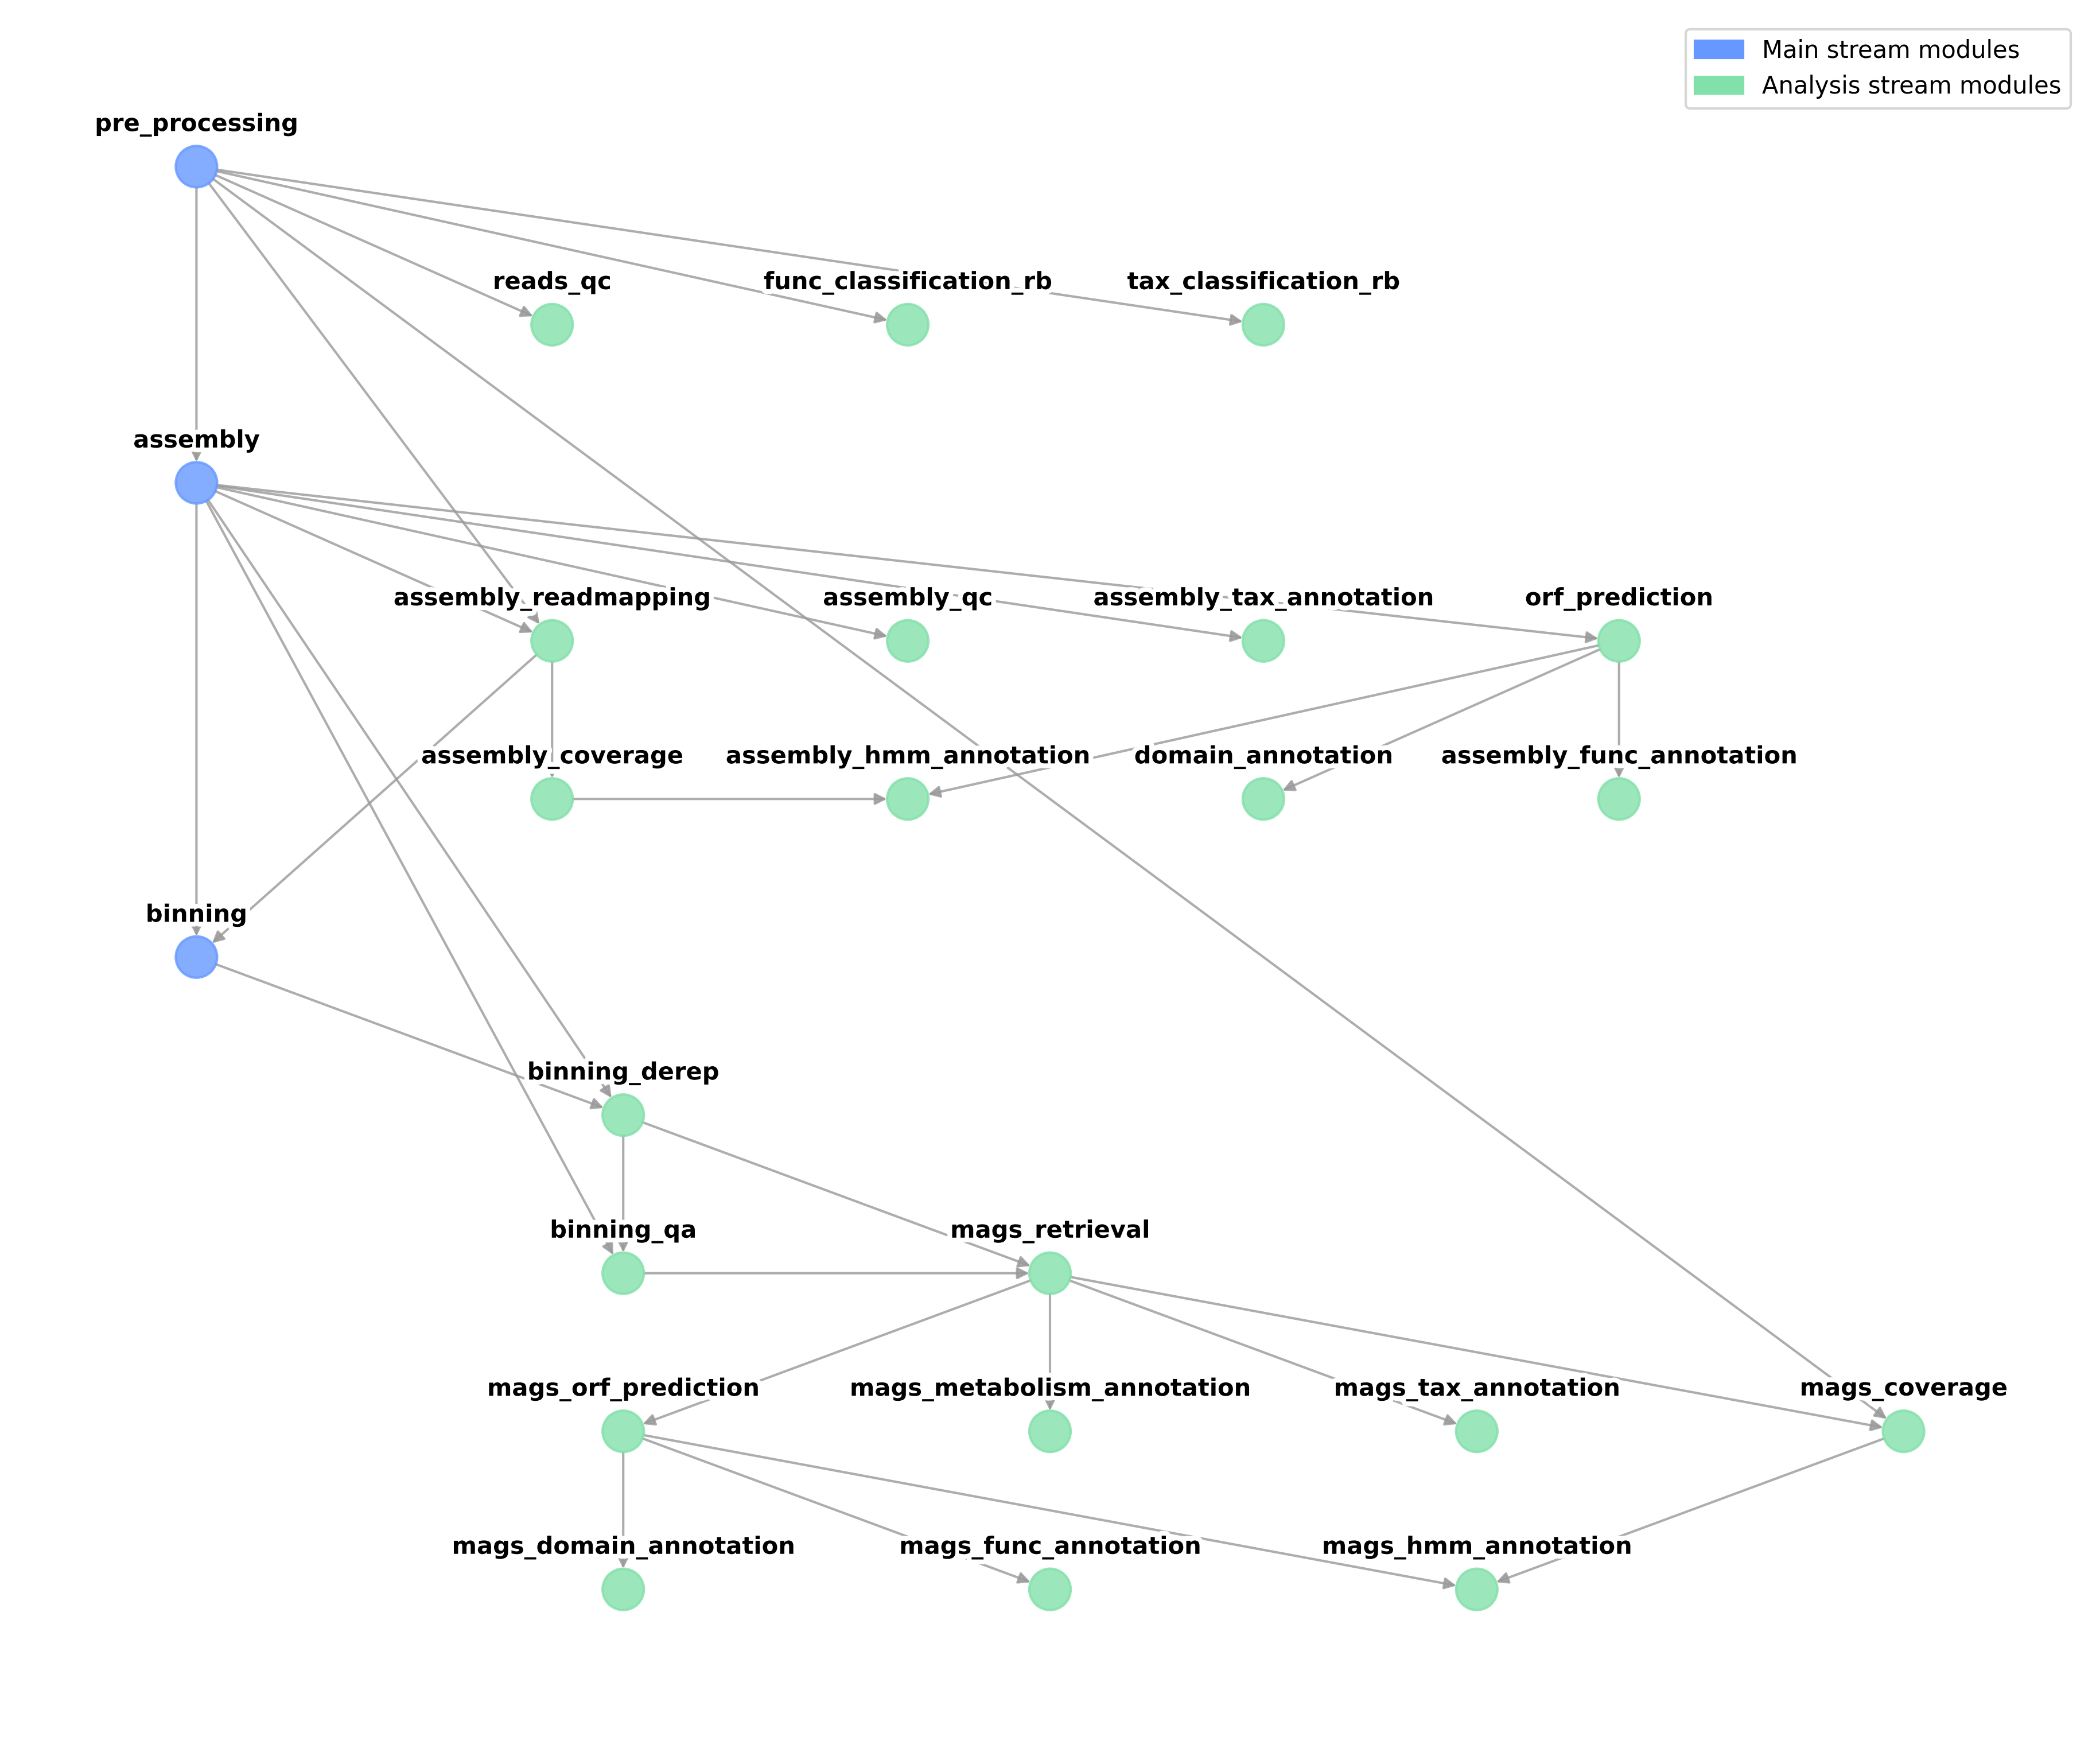 Main stream modules
Analysis stream modules
pre_processing
reads_qc
func_classification_rb
tax_classification_rb
assembly
assembly_readmapping
assembly_qc
assembly_tax_annotation
orf_prediction
assembly_coverage
assembly_hmm_annotation
domain_annotation
assembly_func_annotation
binning
binning_derep
binning_qa
mags_retrieval
mags_orf_prediction
mags_metabolism_annotation
mags_tax_annotation
mags_coverage
mags_domain_annotation
mags_func_annotation
mags_hmm_annotation